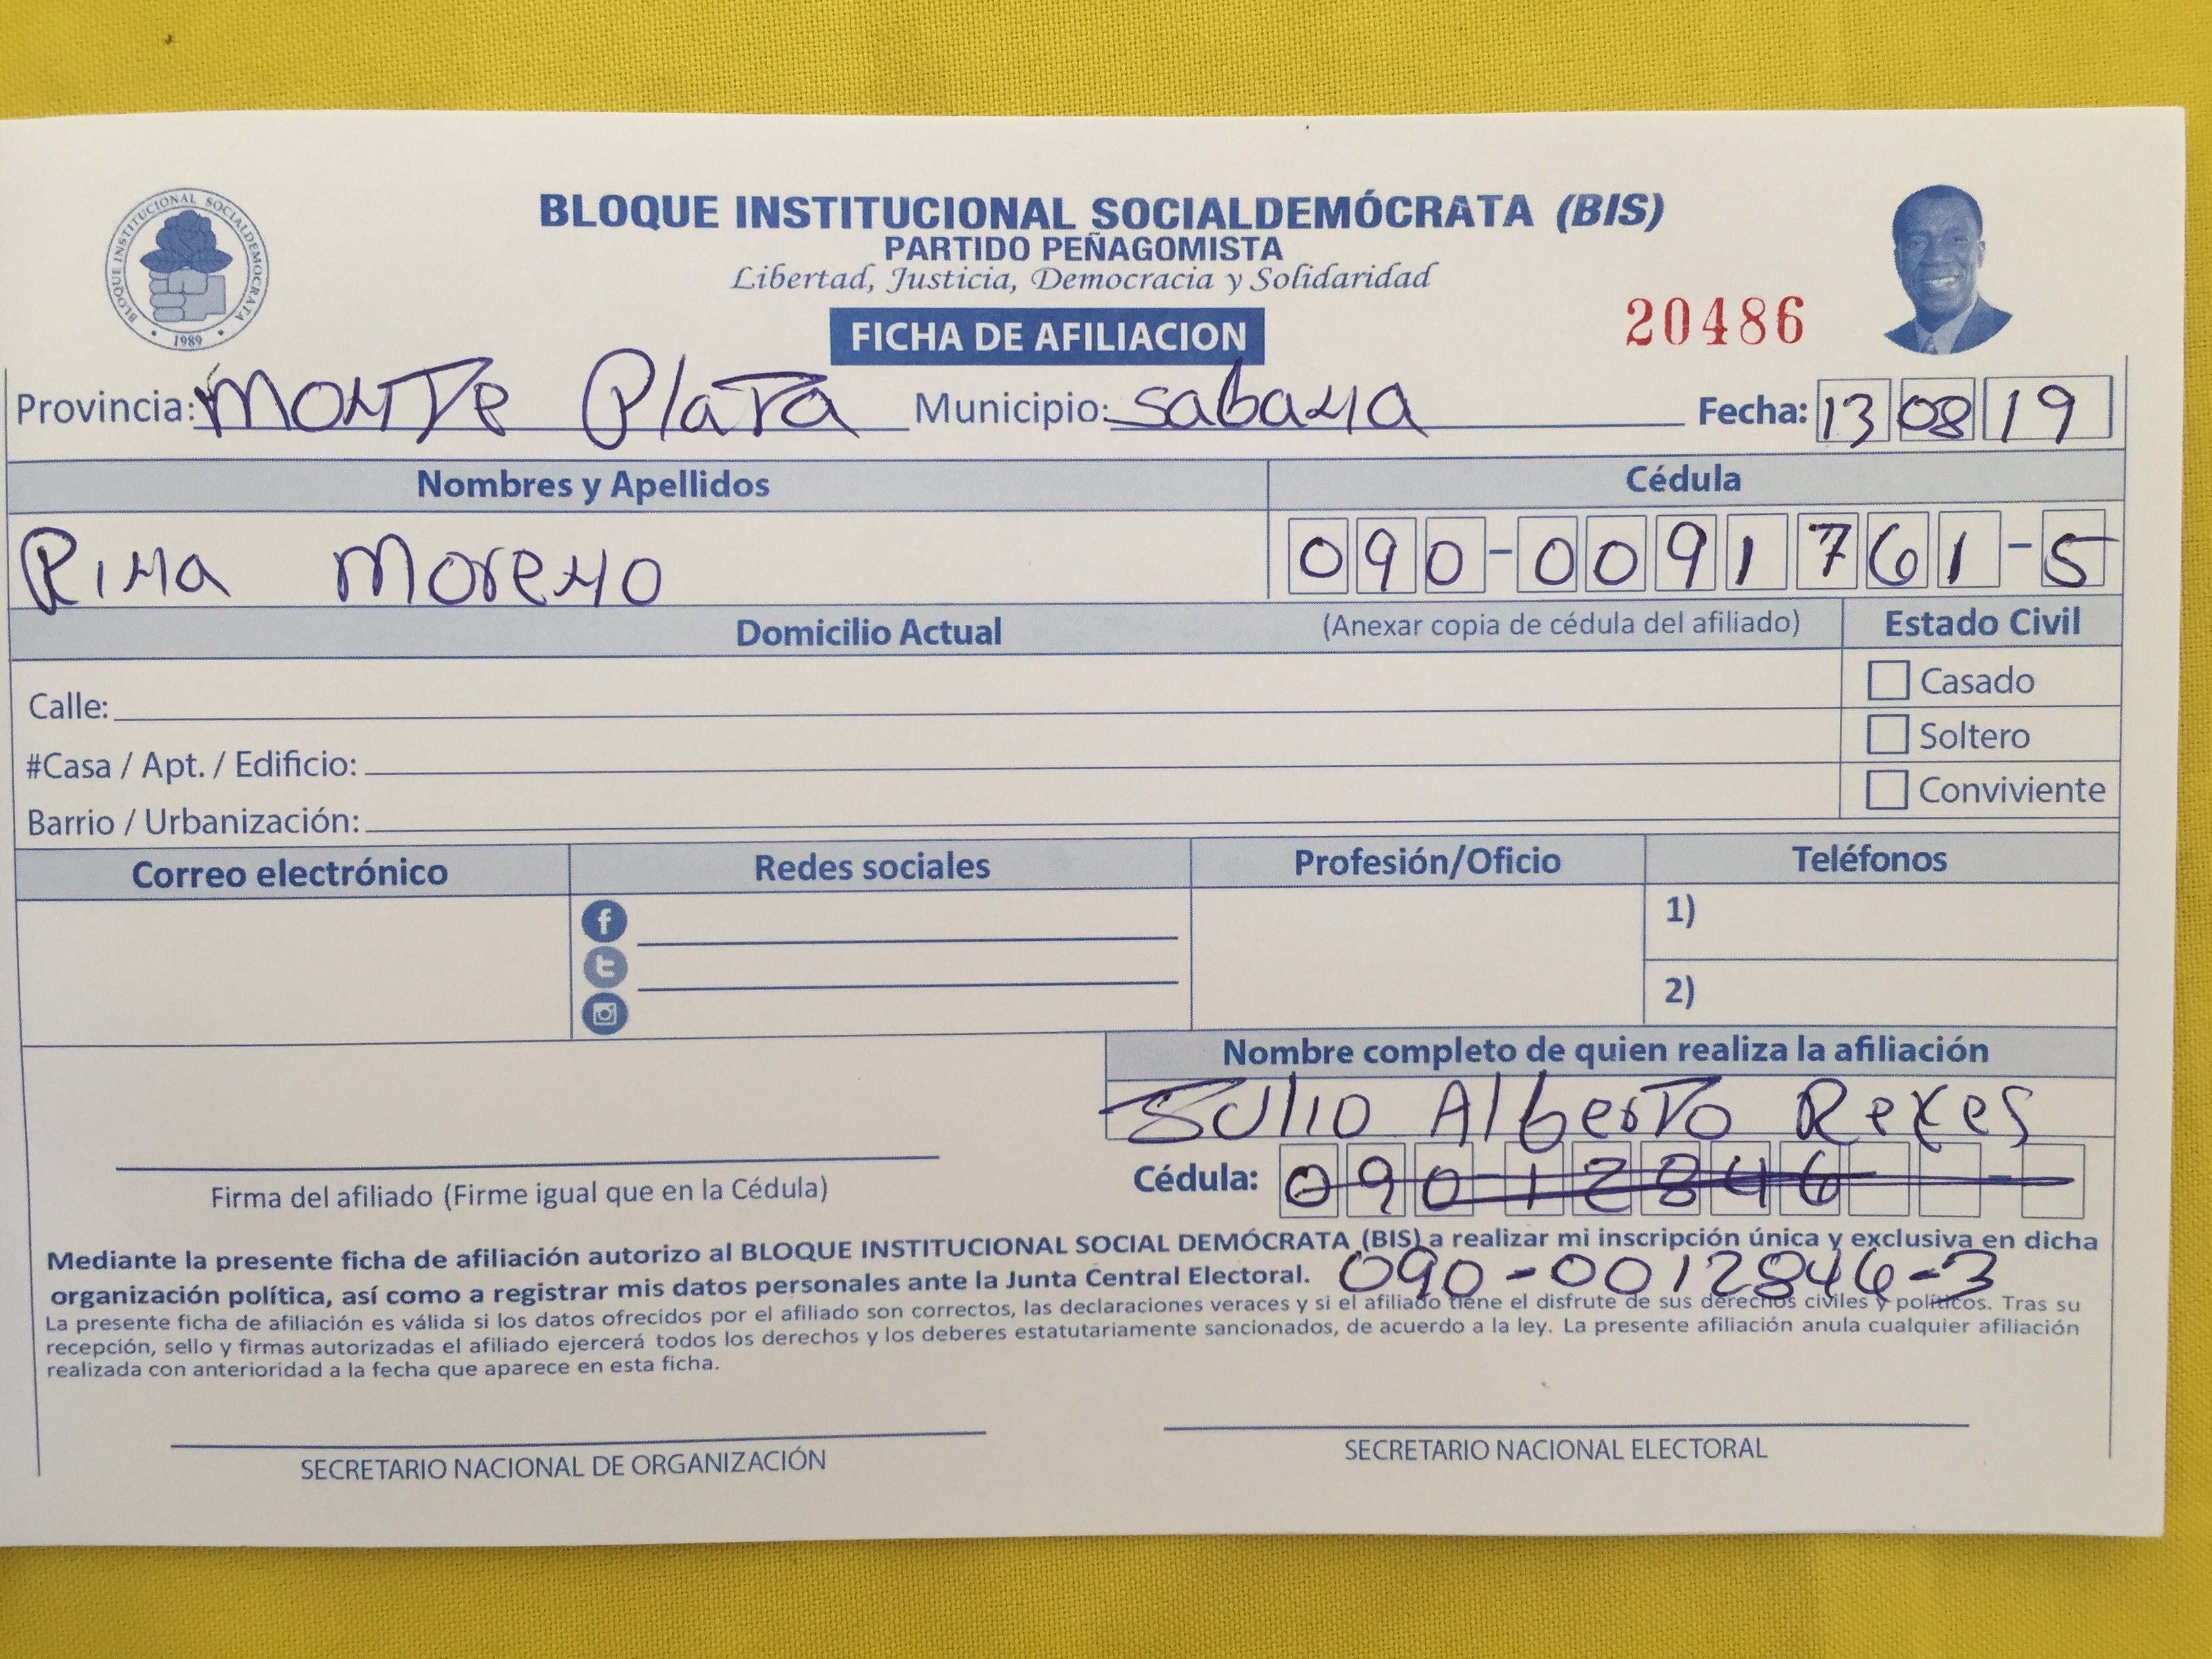 BLOQUE INSTITUCIONAL SOCIALDEMOCRATA
1989
BLOQUE INSTITUCIONAL SOCIALDEMÓCRATA (BIS)
PARTIDO PEÑAGOMISTA
Libertad, Justicia, Democracia y Solidaridad
FICHA DE AFILIACION
20486
Provincia: Monte Plata Municipio: Sabana Fecha: 13 08 19
Nombres y Apellidos Cédula
Rina Moreno 090-0091761-5
Domicilio Actual (Anexar copia de cédula del afiliado) Estado Civil
Casado
Calle:
Soltero
#Casa / Apt. / Edificio:
Conviviente
Barrio / Urbanización:
Correo electrónico Redes sociales Profesión/Oficio Teléfonos
1)
2)
Nombre completo de quien realiza la afiliación
Julio Alberto Reyes
Cédula: 090-12846
Firma del afiliado (Firme igual que en la Cédula)
Mediante la presente ficha de afiliación autorizo al BLOQUE INSTITUCIONAL SOCIAL DEMÓCRATA (BIS) a realizar mi inscripción única y exclusiva en dicha
organización política, así como a registrar mis datos personales ante la Junta Central Electoral. 090-0012846-3
La presente ficha de afiliación es válida si los datos ofrecidos por el afiliado son correctos, las declaraciones veraces y si el afiliado tiene el disfrute de sus derechos civiles y políticos. Tras su
recepción, sello y firmas autorizadas el afiliado ejercerá todos los derechos y los deberes estatutariamente sancionados, de acuerdo a la ley. La presente afiliación anula cualquier afiliación
realizada con anterioridad a la fecha que aparece en esta ficha.
SECRETARIO NACIONAL DE ORGANIZACIÓN SECRETARIO NACIONAL ELECTORAL